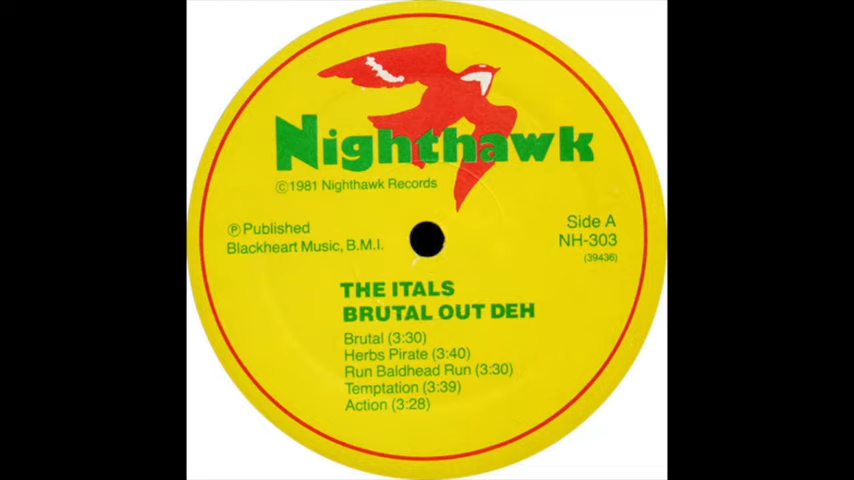 Nighthawk
©1981 Nighthawk Records
℗ Published
Blackheart Music, B.M.I.
Side A
NH-303
(39436)
THE ITALS
BRUTAL OUT DEH
Brutal (3:30)
Herbs Pirate (3:40)
Run Baldhead Run (3:30)
Temptation (3:39)
Action (3:28)